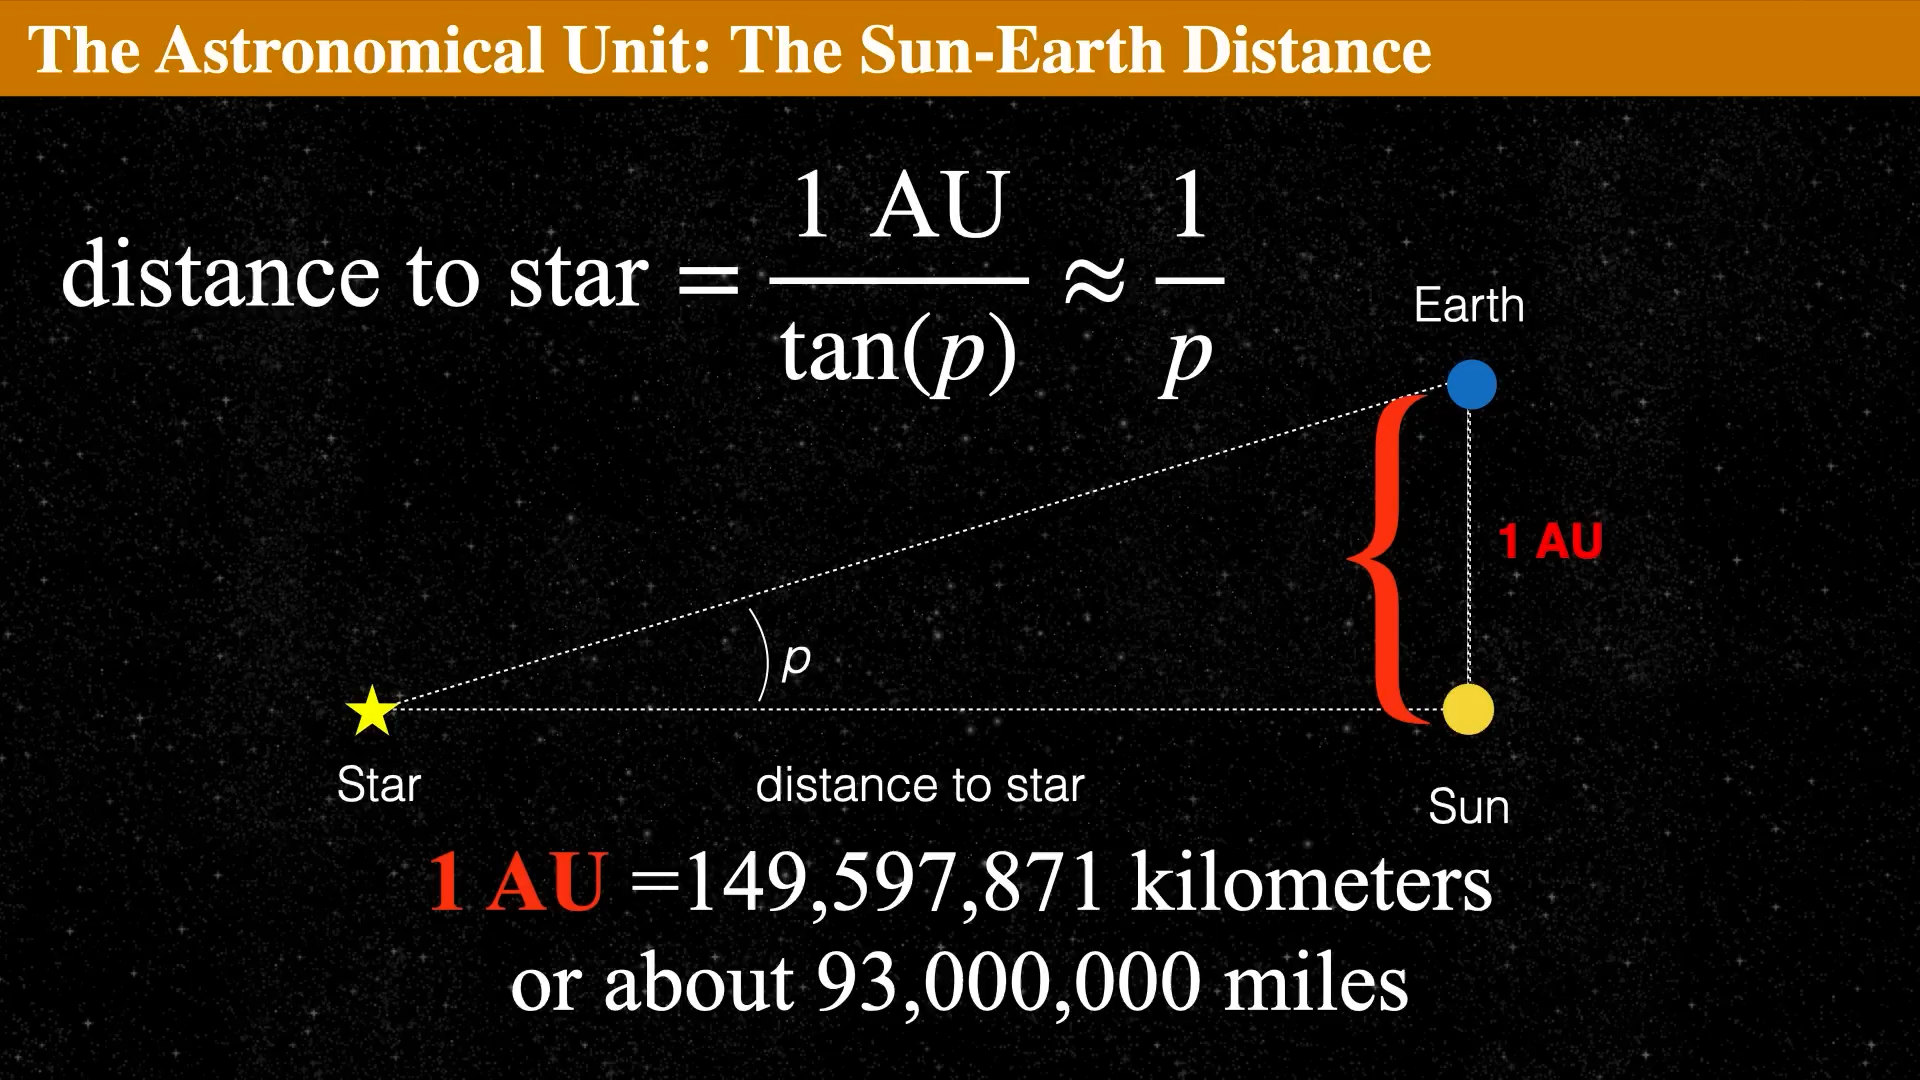 The Astronomical Unit: The Sun-Earth Distance
distance to star = 1 AU / tan(p) ≈ 1 / p
Earth
1 AU
p
Star
distance to star
Sun
1 AU =149,597,871 kilometers
or about 93,000,000 miles